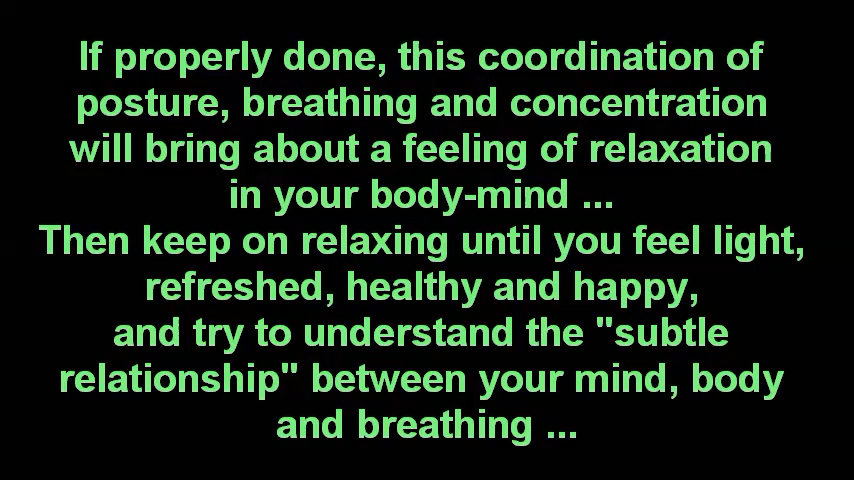 If properly done, this coordination of
posture, breathing and concentration
will bring about a feeling of relaxation
in your body-mind ...
Then keep on relaxing until you feel light,
refreshed, healthy and happy,
and try to understand the "subtle
relationship" between your mind, body
and breathing ...